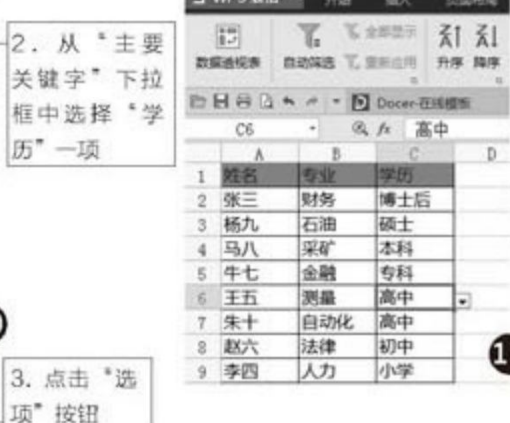 2. 从“主要
关键字”下拉
框中选择“学
历”一项
开始
插入
数据透视表
自动筛选
全部显示
重新应用
升序 降序
Docer-在线模板
C6 fx 高中
A B C D
1 姓名 专业 学历
2 张三 财务 博士后
3 杨九 石油 硕士
4 马八 采矿 本科
5 牛七 金融 专科
6 王五 测量 高中
7 朱十 自动化 高中
8 赵六 法律 初中
9 李四 人力 小学
1
3. 点击“选
项”按钮